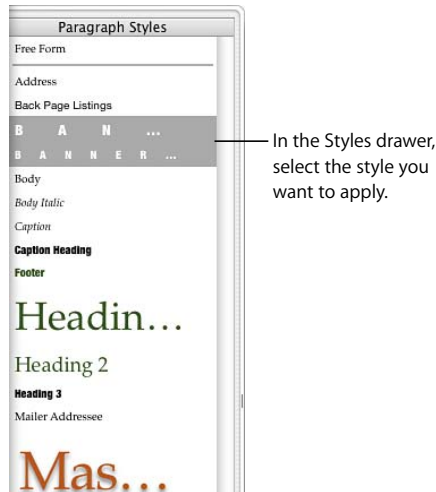 Paragraph Styles
Free Form
Address
Back Page Listings
B A N ...
B A N N E R ...
Body
Body Italic
Caption
Caption Heading
Footer
Headin...
Heading 2
Heading 3
Mailer Addressee
Mas...
In the Styles drawer,
select the style you
want to apply.